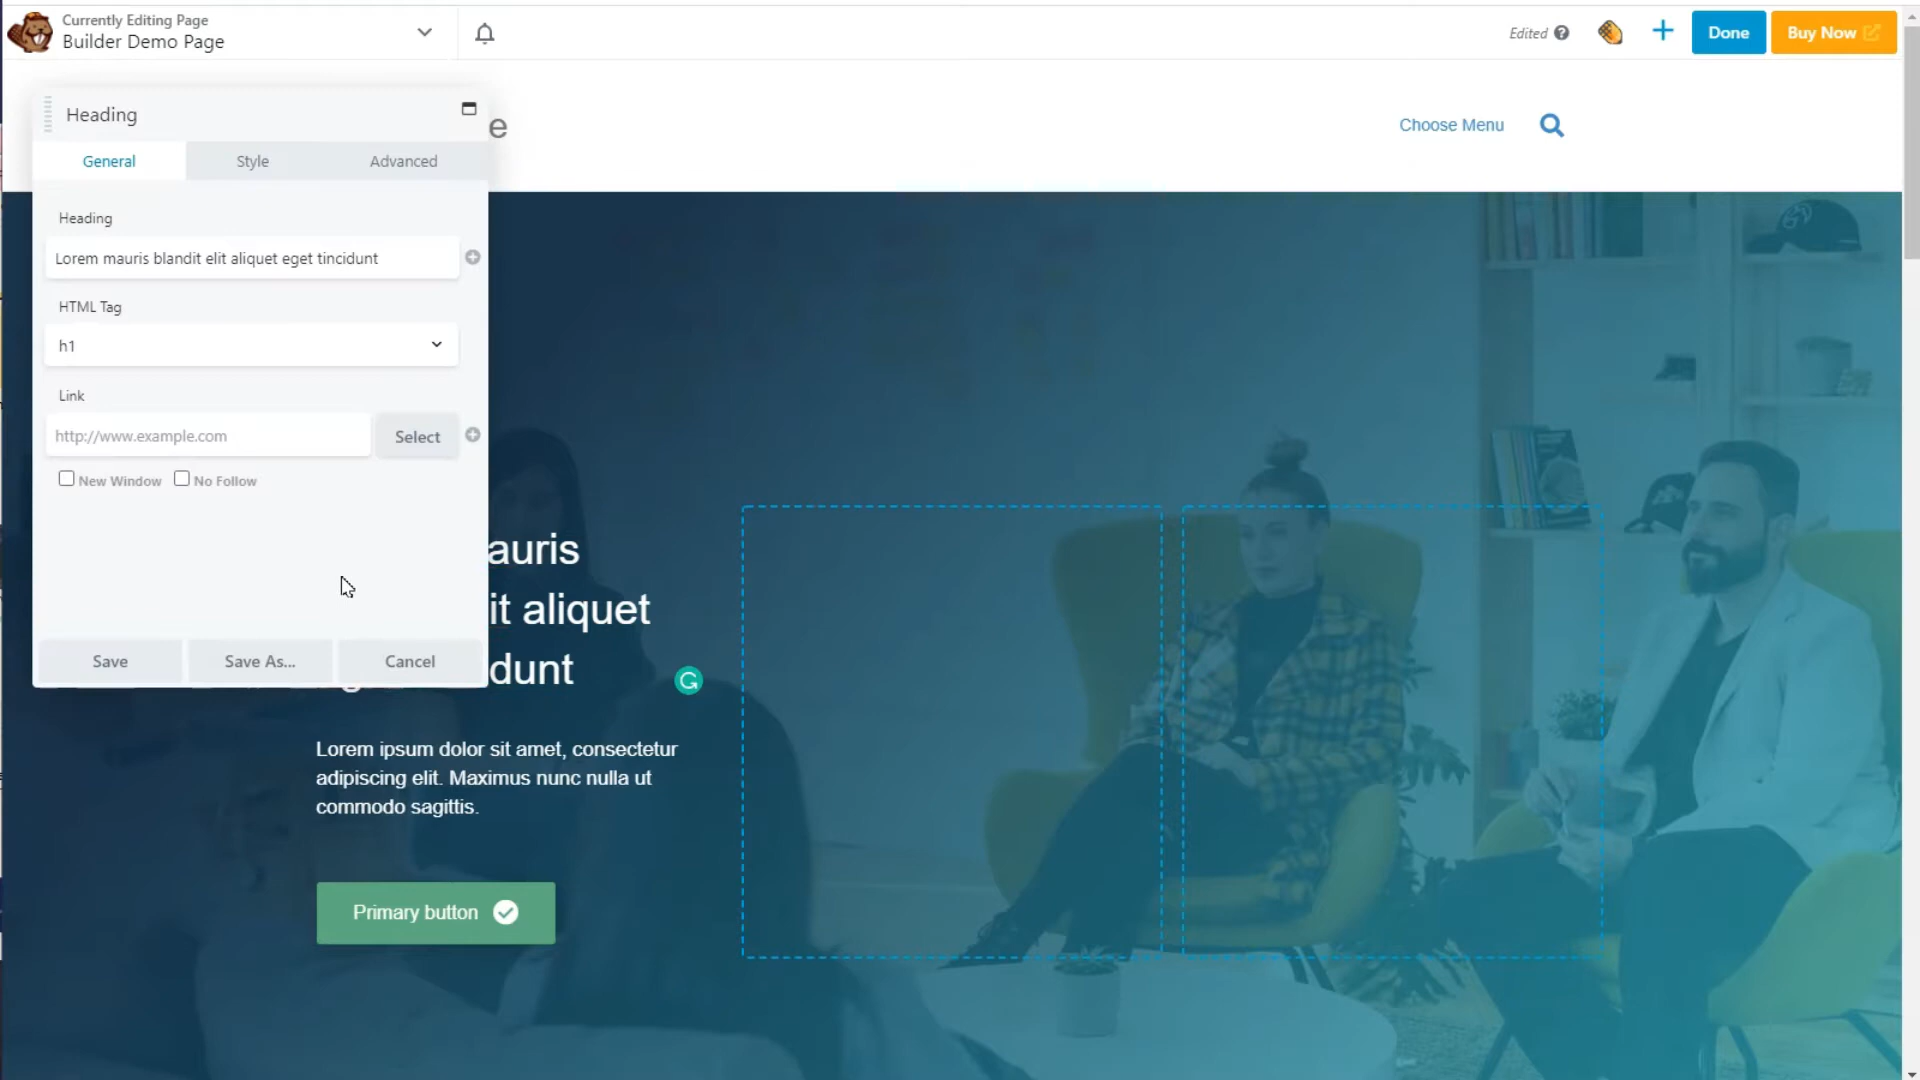 Currently Editing Page
Builder Demo Page
Edited
Done
Buy Now
Heading
e
Choose Menu
General
Style
Advanced
Heading
Lorem mauris blandit elit aliquet eget tincidunt
HTML Tag
h1
Link
http://www.example.com
Select
New Window
No Follow
auris
it aliquet
dunt
Save
Save As...
Cancel
Lorem ipsum dolor sit amet, consectetur
adipiscing elit. Maximus nunc nulla ut
commodo sagittis.
Primary button